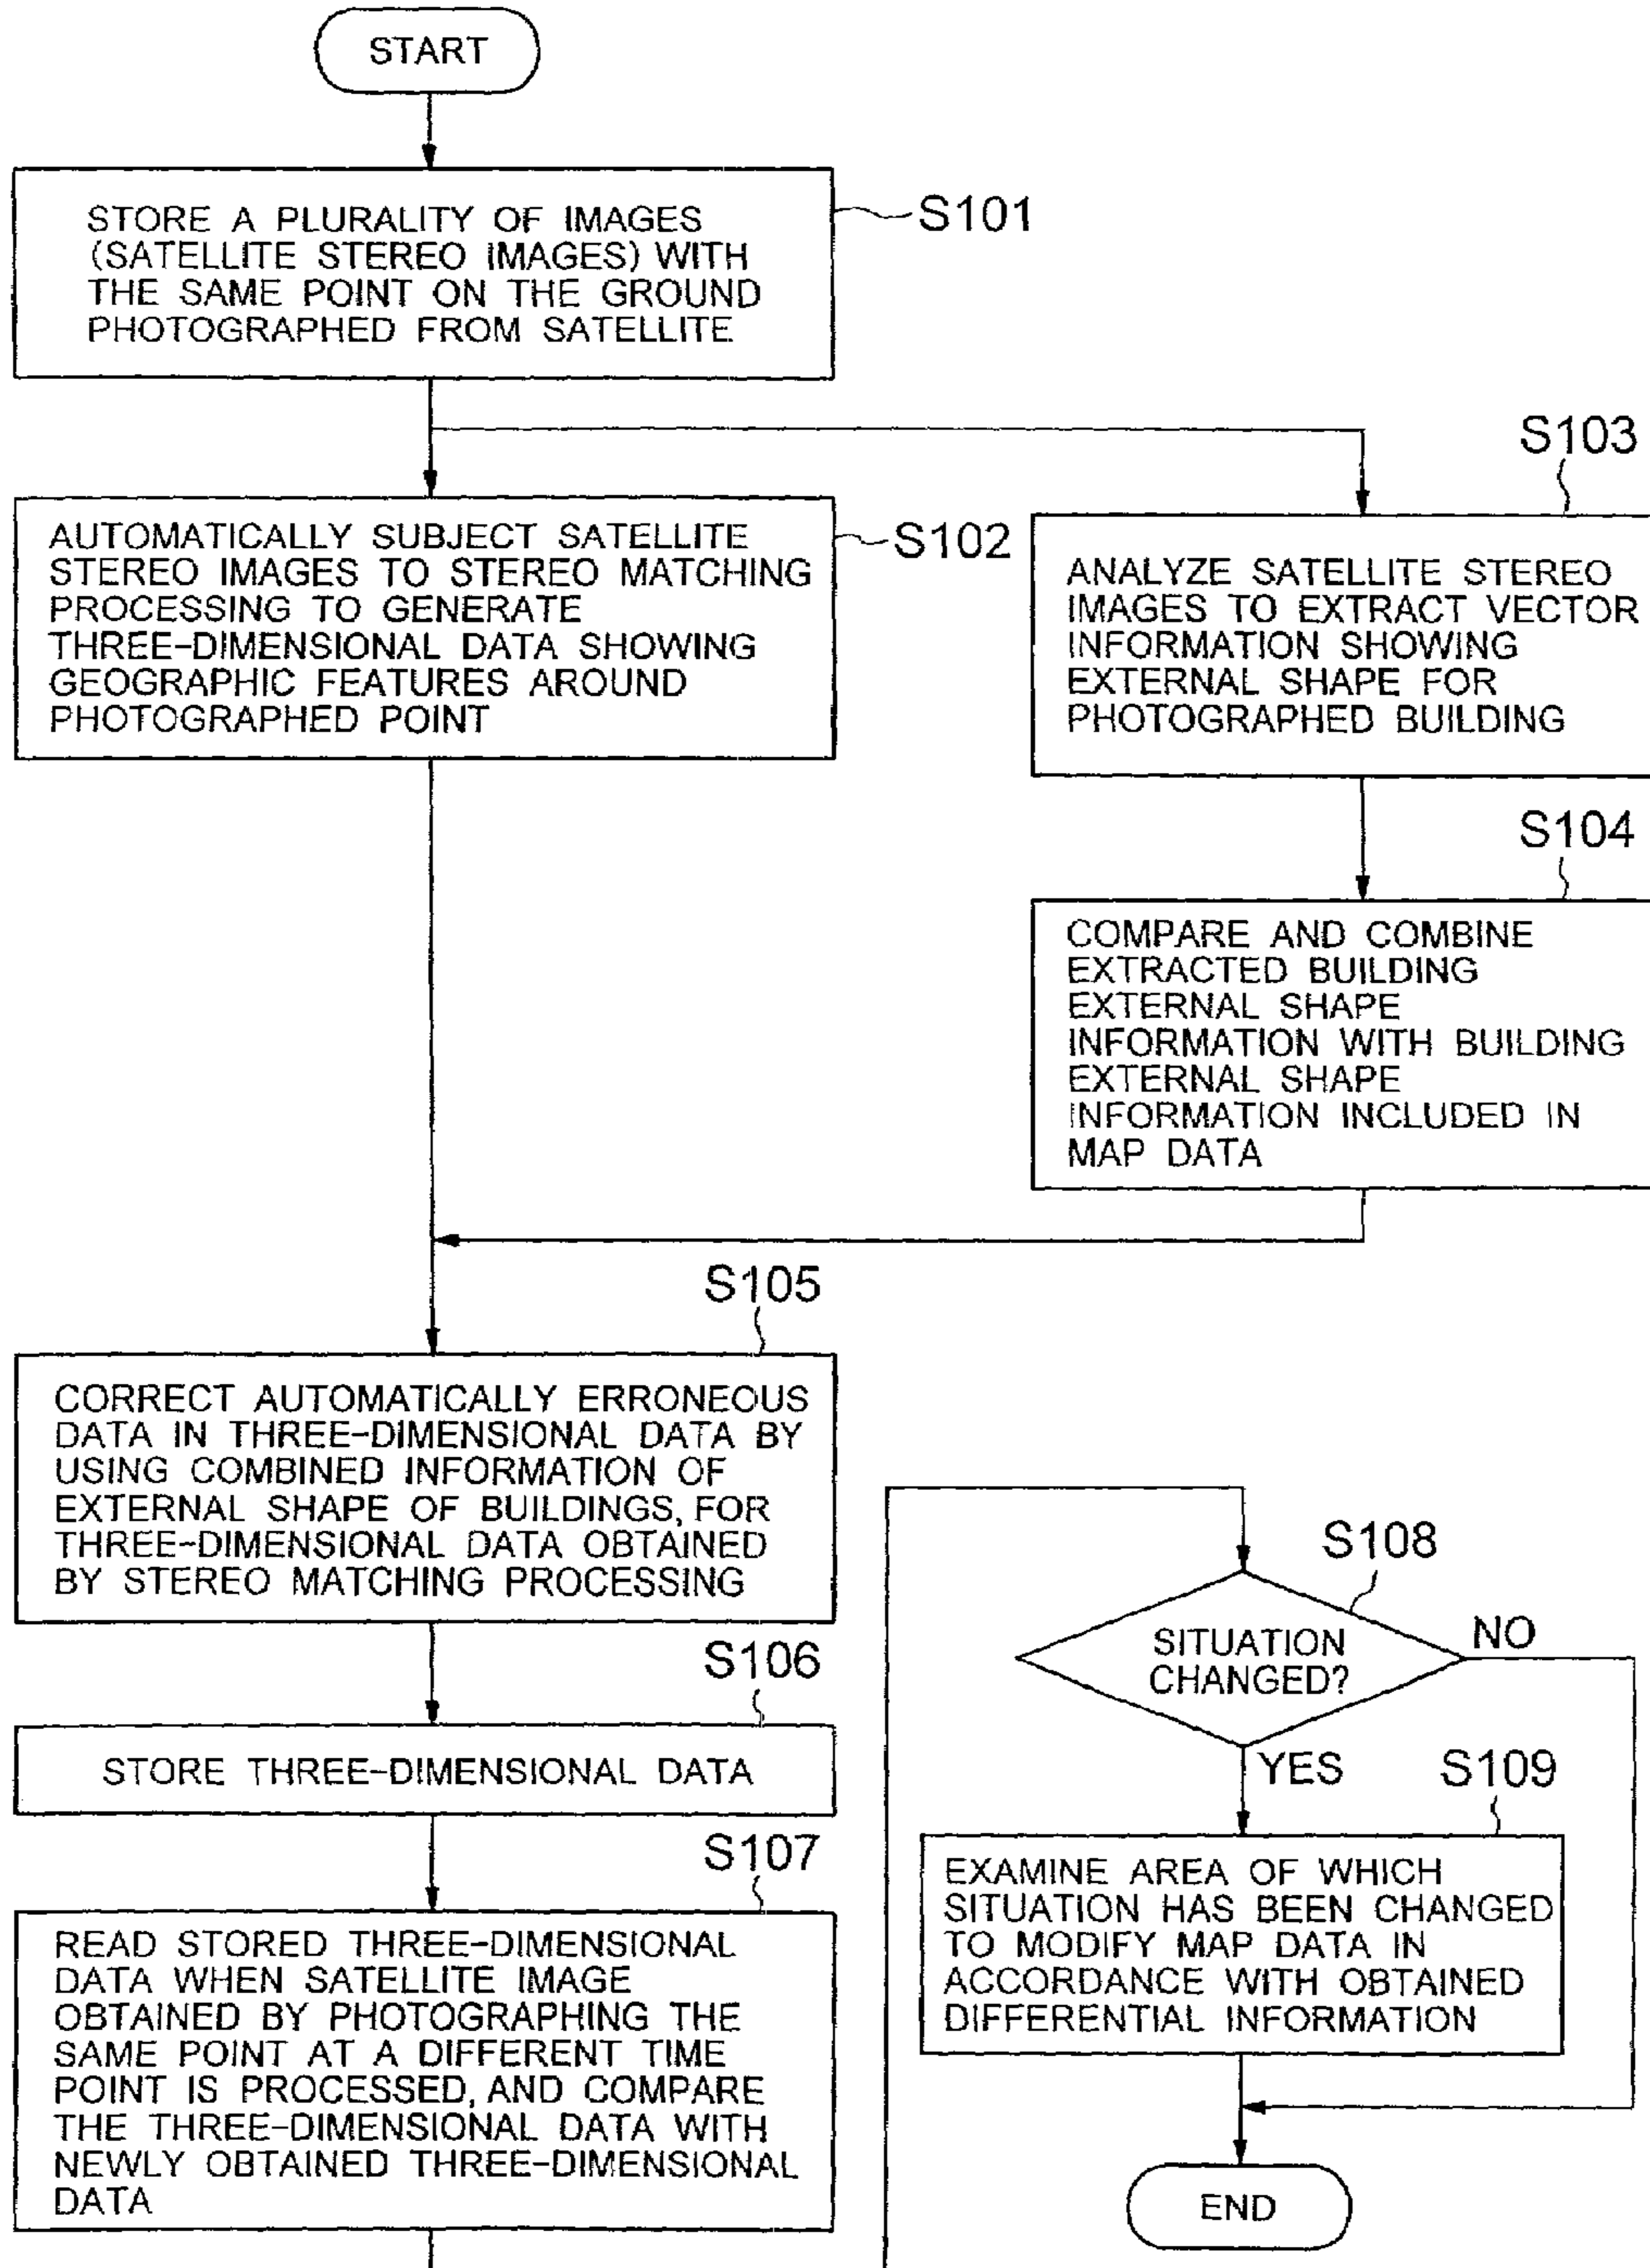 START
STORE A PLURALITY OF IMAGES
(SATELLITE STEREO IMAGES) WITH
THE SAME POINT ON THE GROUND
PHOTOGRAPHED FROM SATELLITE
S101
AUTOMATICALLY SUBJECT SATELLITE
STEREO IMAGES TO STEREO MATCHING
PROCESSING TO GENERATE
THREE-DIMENSIONAL DATA SHOWING
GEOGRAPHIC FEATURES AROUND
PHOTOGRAPHED POINT
S102
S103
ANALYZE SATELLITE STEREO
IMAGES TO EXTRACT VECTOR
INFORMATION SHOWING
EXTERNAL SHAPE FOR
PHOTOGRAPHED BUILDING
S104
COMPARE AND COMBINE
EXTRACTED BUILDING
EXTERNAL SHAPE
INFORMATION WITH BUILDING
EXTERNAL SHAPE
INFORMATION INCLUDED IN
MAP DATA
S105
CORRECT AUTOMATICALLY ERRONEOUS
DATA IN THREE-DIMENSIONAL DATA BY
USING COMBINED INFORMATION OF
EXTERNAL SHAPE OF BUILDINGS, FOR
THREE-DIMENSIONAL DATA OBTAINED
BY STEREO MATCHING PROCESSING
S106
STORE THREE-DIMENSIONAL DATA
S107
READ STORED THREE-DIMENSIONAL
DATA WHEN SATELLITE IMAGE
OBTAINED BY PHOTOGRAPHING THE
SAME POINT AT A DIFFERENT TIME
POINT IS PROCESSED, AND COMPARE
THE THREE-DIMENSIONAL DATA WITH
NEWLY OBTAINED THREE-DIMENSIONAL
DATA
S108
SITUATION
CHANGED?
NO
YES
S109
EXAMINE AREA OF WHICH
SITUATION HAS BEEN CHANGED
TO MODIFY MAP DATA IN
ACCORDANCE WITH OBTAINED
DIFFERENTIAL INFORMATION
END